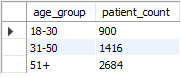 age_group patient_count
18-30 900
31-50 1416
51+ 2684